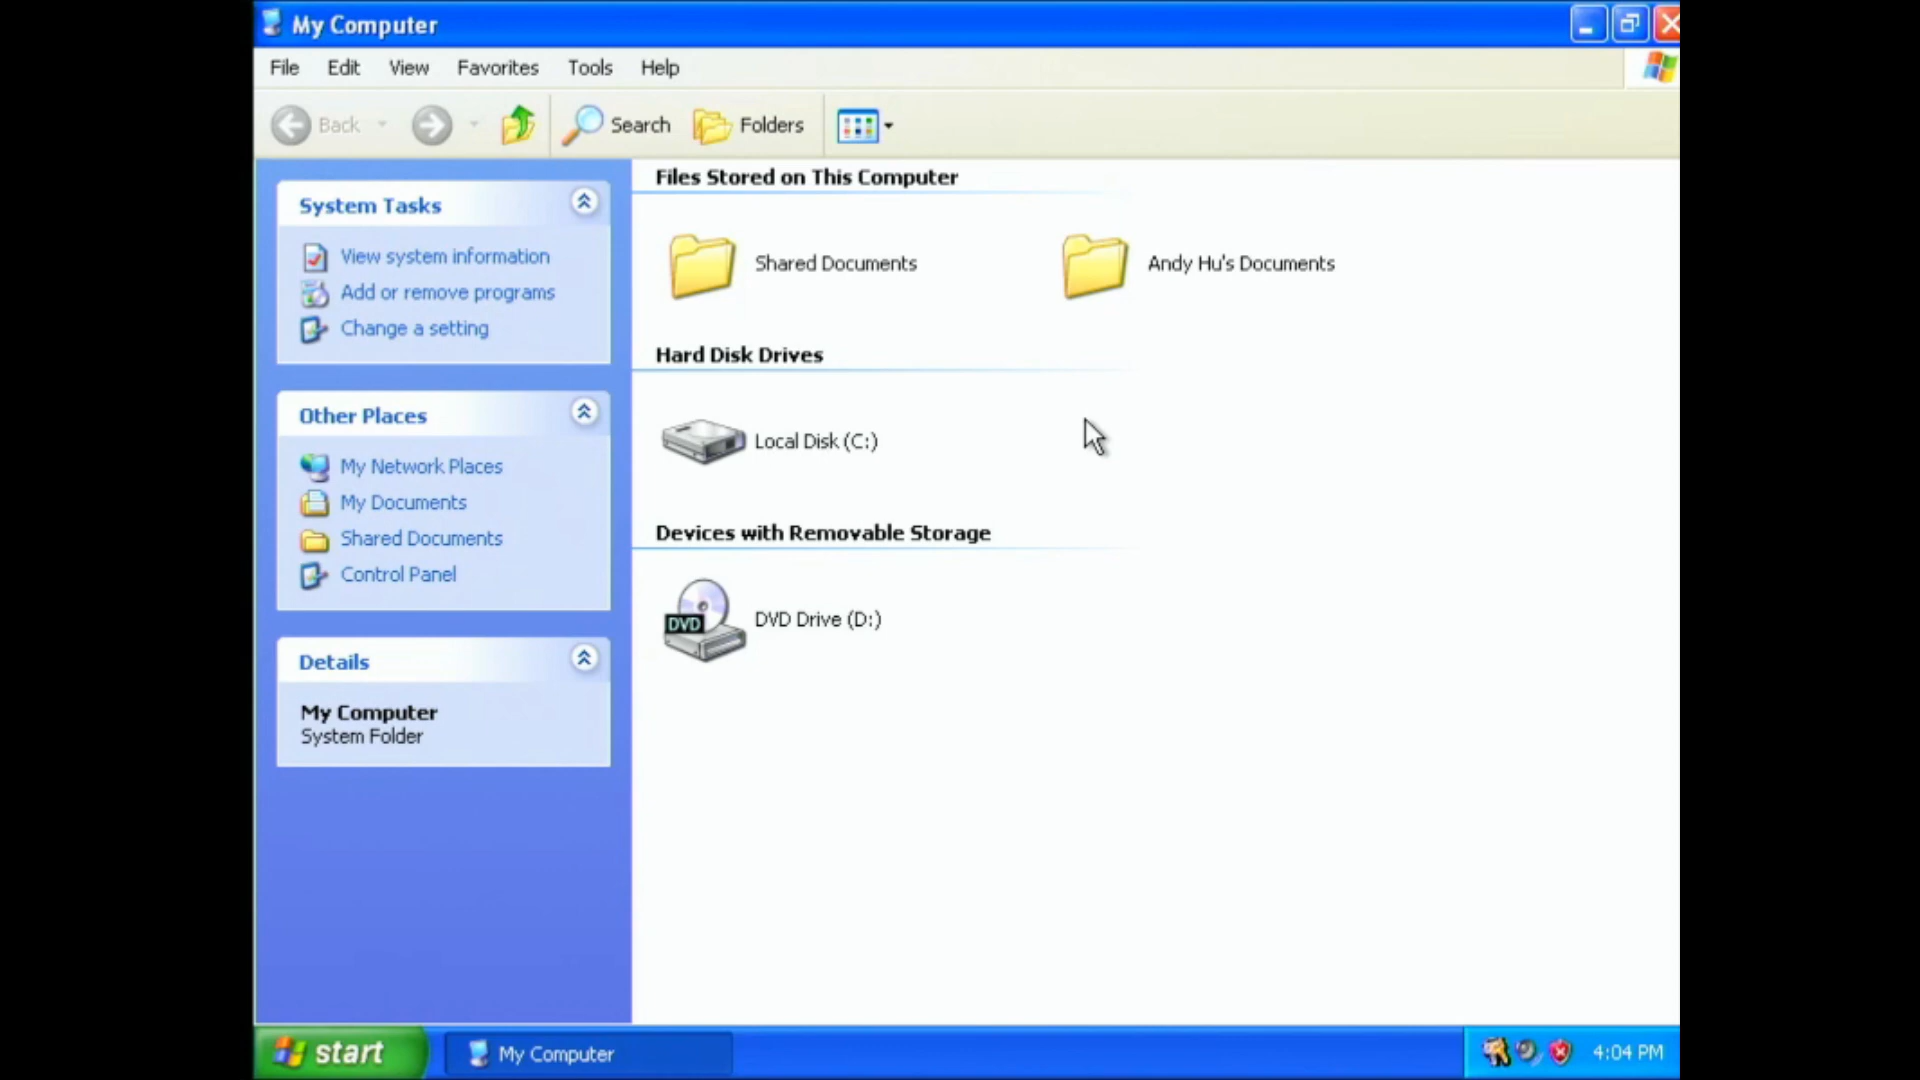 My Computer
File Edit View Favorites Tools Help
Back Search Folders
System Tasks
View system information
Add or remove programs
Change a setting
Other Places
My Network Places
My Documents
Shared Documents
Control Panel
Details
My Computer
System Folder
Files Stored on This Computer
Shared Documents
Andy Hu's Documents
Hard Disk Drives
Local Disk (C:)
Devices with Removable Storage
DVD
DVD Drive (D:)
start
My Computer
4:04 PM